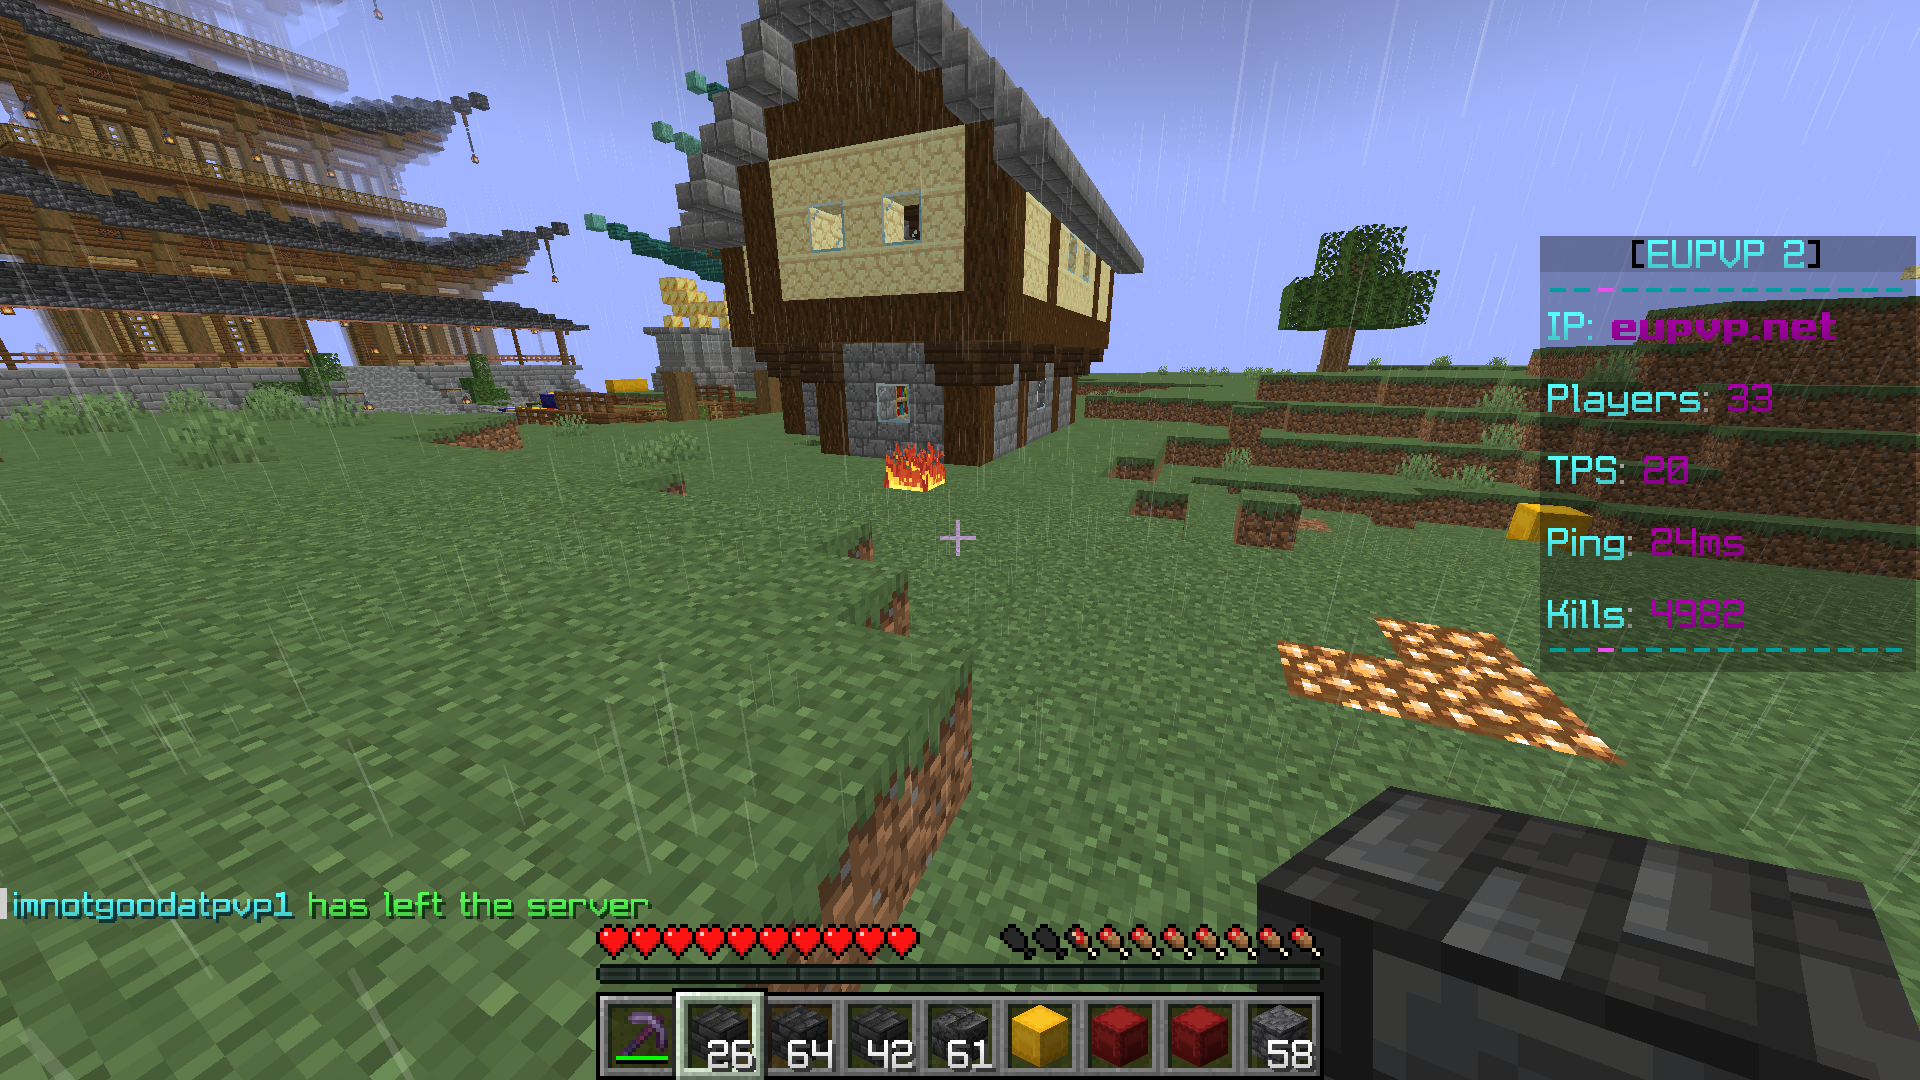 [EUPVP 2]
IP: eupvp.net
Players: 33
TPS: 20
Ping: 24ms
Kills: 4982
imnotgoodatpvp1 has left the server
26 64 42 61 58